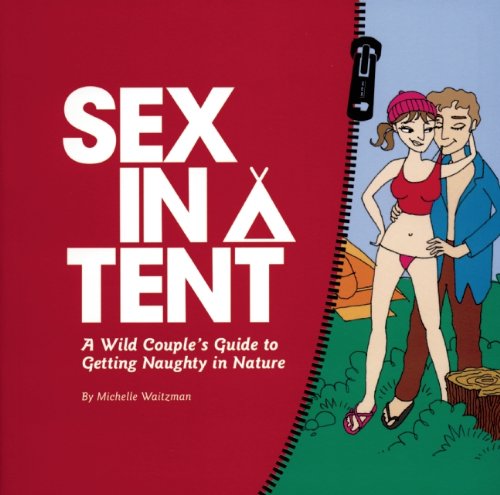 SEX
IN A
TENT
A Wild Couple's Guide to
Getting Naughty in Nature
By Michelle Waitzman